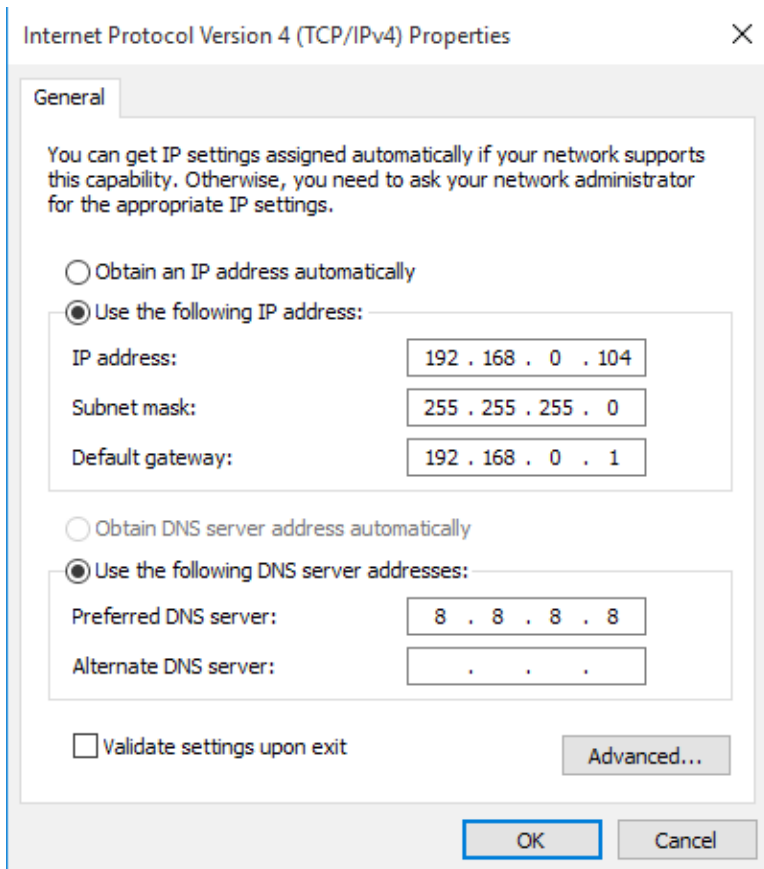 Internet Protocol Version 4 (TCP/IPv4) Properties
General
You can get IP settings assigned automatically if your network supports
this capability. Otherwise, you need to ask your network administrator
for the appropriate IP settings.
Obtain an IP address automatically
Use the following IP address:
IP address: 192 . 168 . 0 . 104
Subnet mask: 255 . 255 . 255 . 0
Default gateway: 192 . 168 . 0 . 1
Obtain DNS server address automatically
Use the following DNS server addresses:
Preferred DNS server: 8 . 8 . 8 . 8
Alternate DNS server: . . .
Validate settings upon exit
Advanced...
OK Cancel